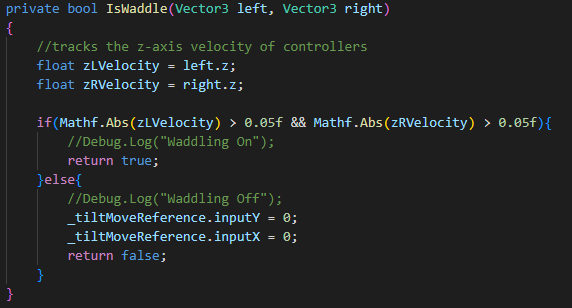 private bool IsWaddle(Vector3 left, Vector3 right)
{
    //tracks the z-axis velocity of controllers
    float zLVelocity = left.z;
    float zRVelocity = right.z;

    if(Mathf.Abs(zLVelocity) > 0.05f && Mathf.Abs(zRVelocity) > 0.05f){
        //Debug.Log("Waddling On");
        return true;
    }else{
        //Debug.Log("Waddling Off");
        _tiltMoveReference.inputY = 0;
        _tiltMoveReference.inputX = 0;
        return false;
    }
}